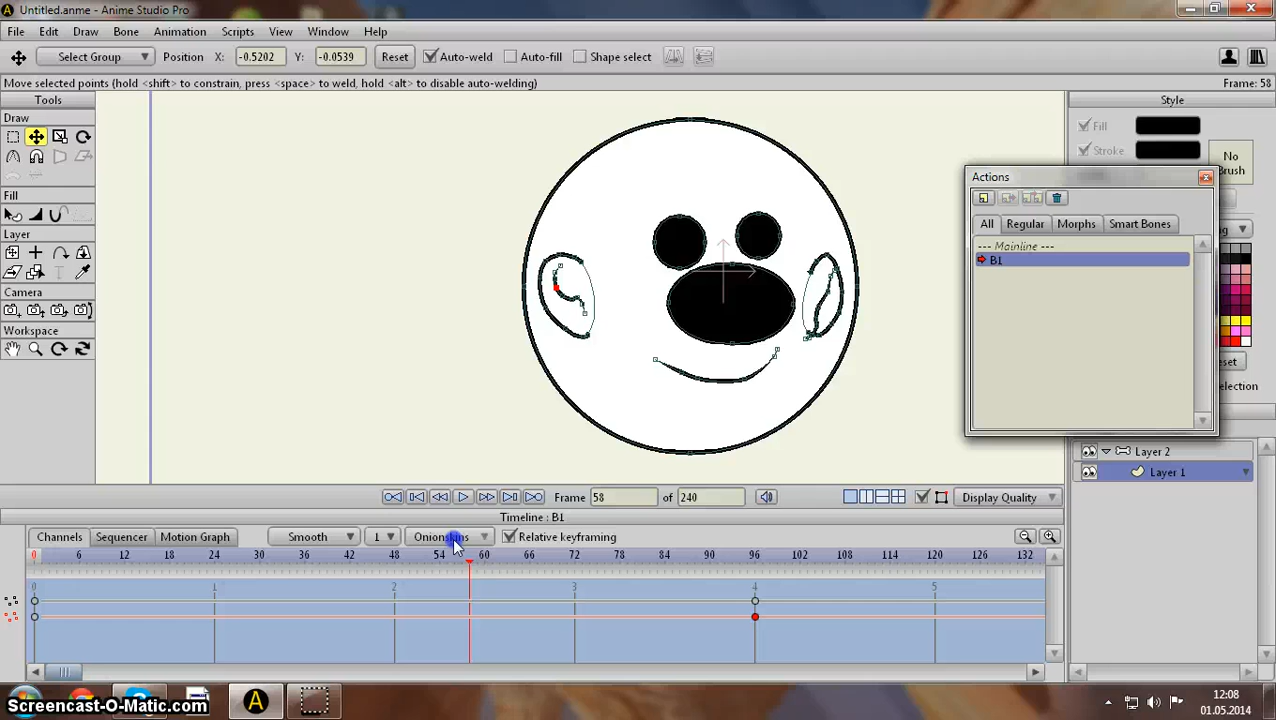 Untitled.anme - Anime Studio Pro
File Edit Draw Bone Animation Scripts View Window Help
Select Group Position X: -0.5202 Y: -0.0539 Reset Auto-weld Auto-fill Shape select
Move selected points (hold <shift> to constrain, press <space> to weld, hold <alt> to disable auto-welding) Frame: 58
Tools
Draw
Fill
Layer
Camera
Workspace
Style
Fill
Stroke
No
Brush
Actions
All Regular Morphs Smart Bones
--- Mainline ---
B1
Layer 2
Layer 1
Frame 58 of 240 Display Quality
Timeline : B1
Channels Sequencer Motion Graph Smooth 1 Onionskins Relative keyframing
0 6 12 18 24 30 36 42 48 54 60 66 72 78 84 90 96 102 108 114 120 126 132
0 1 2 3 4 5
12:08
01.05.2014
Screencast-O-Matic.com